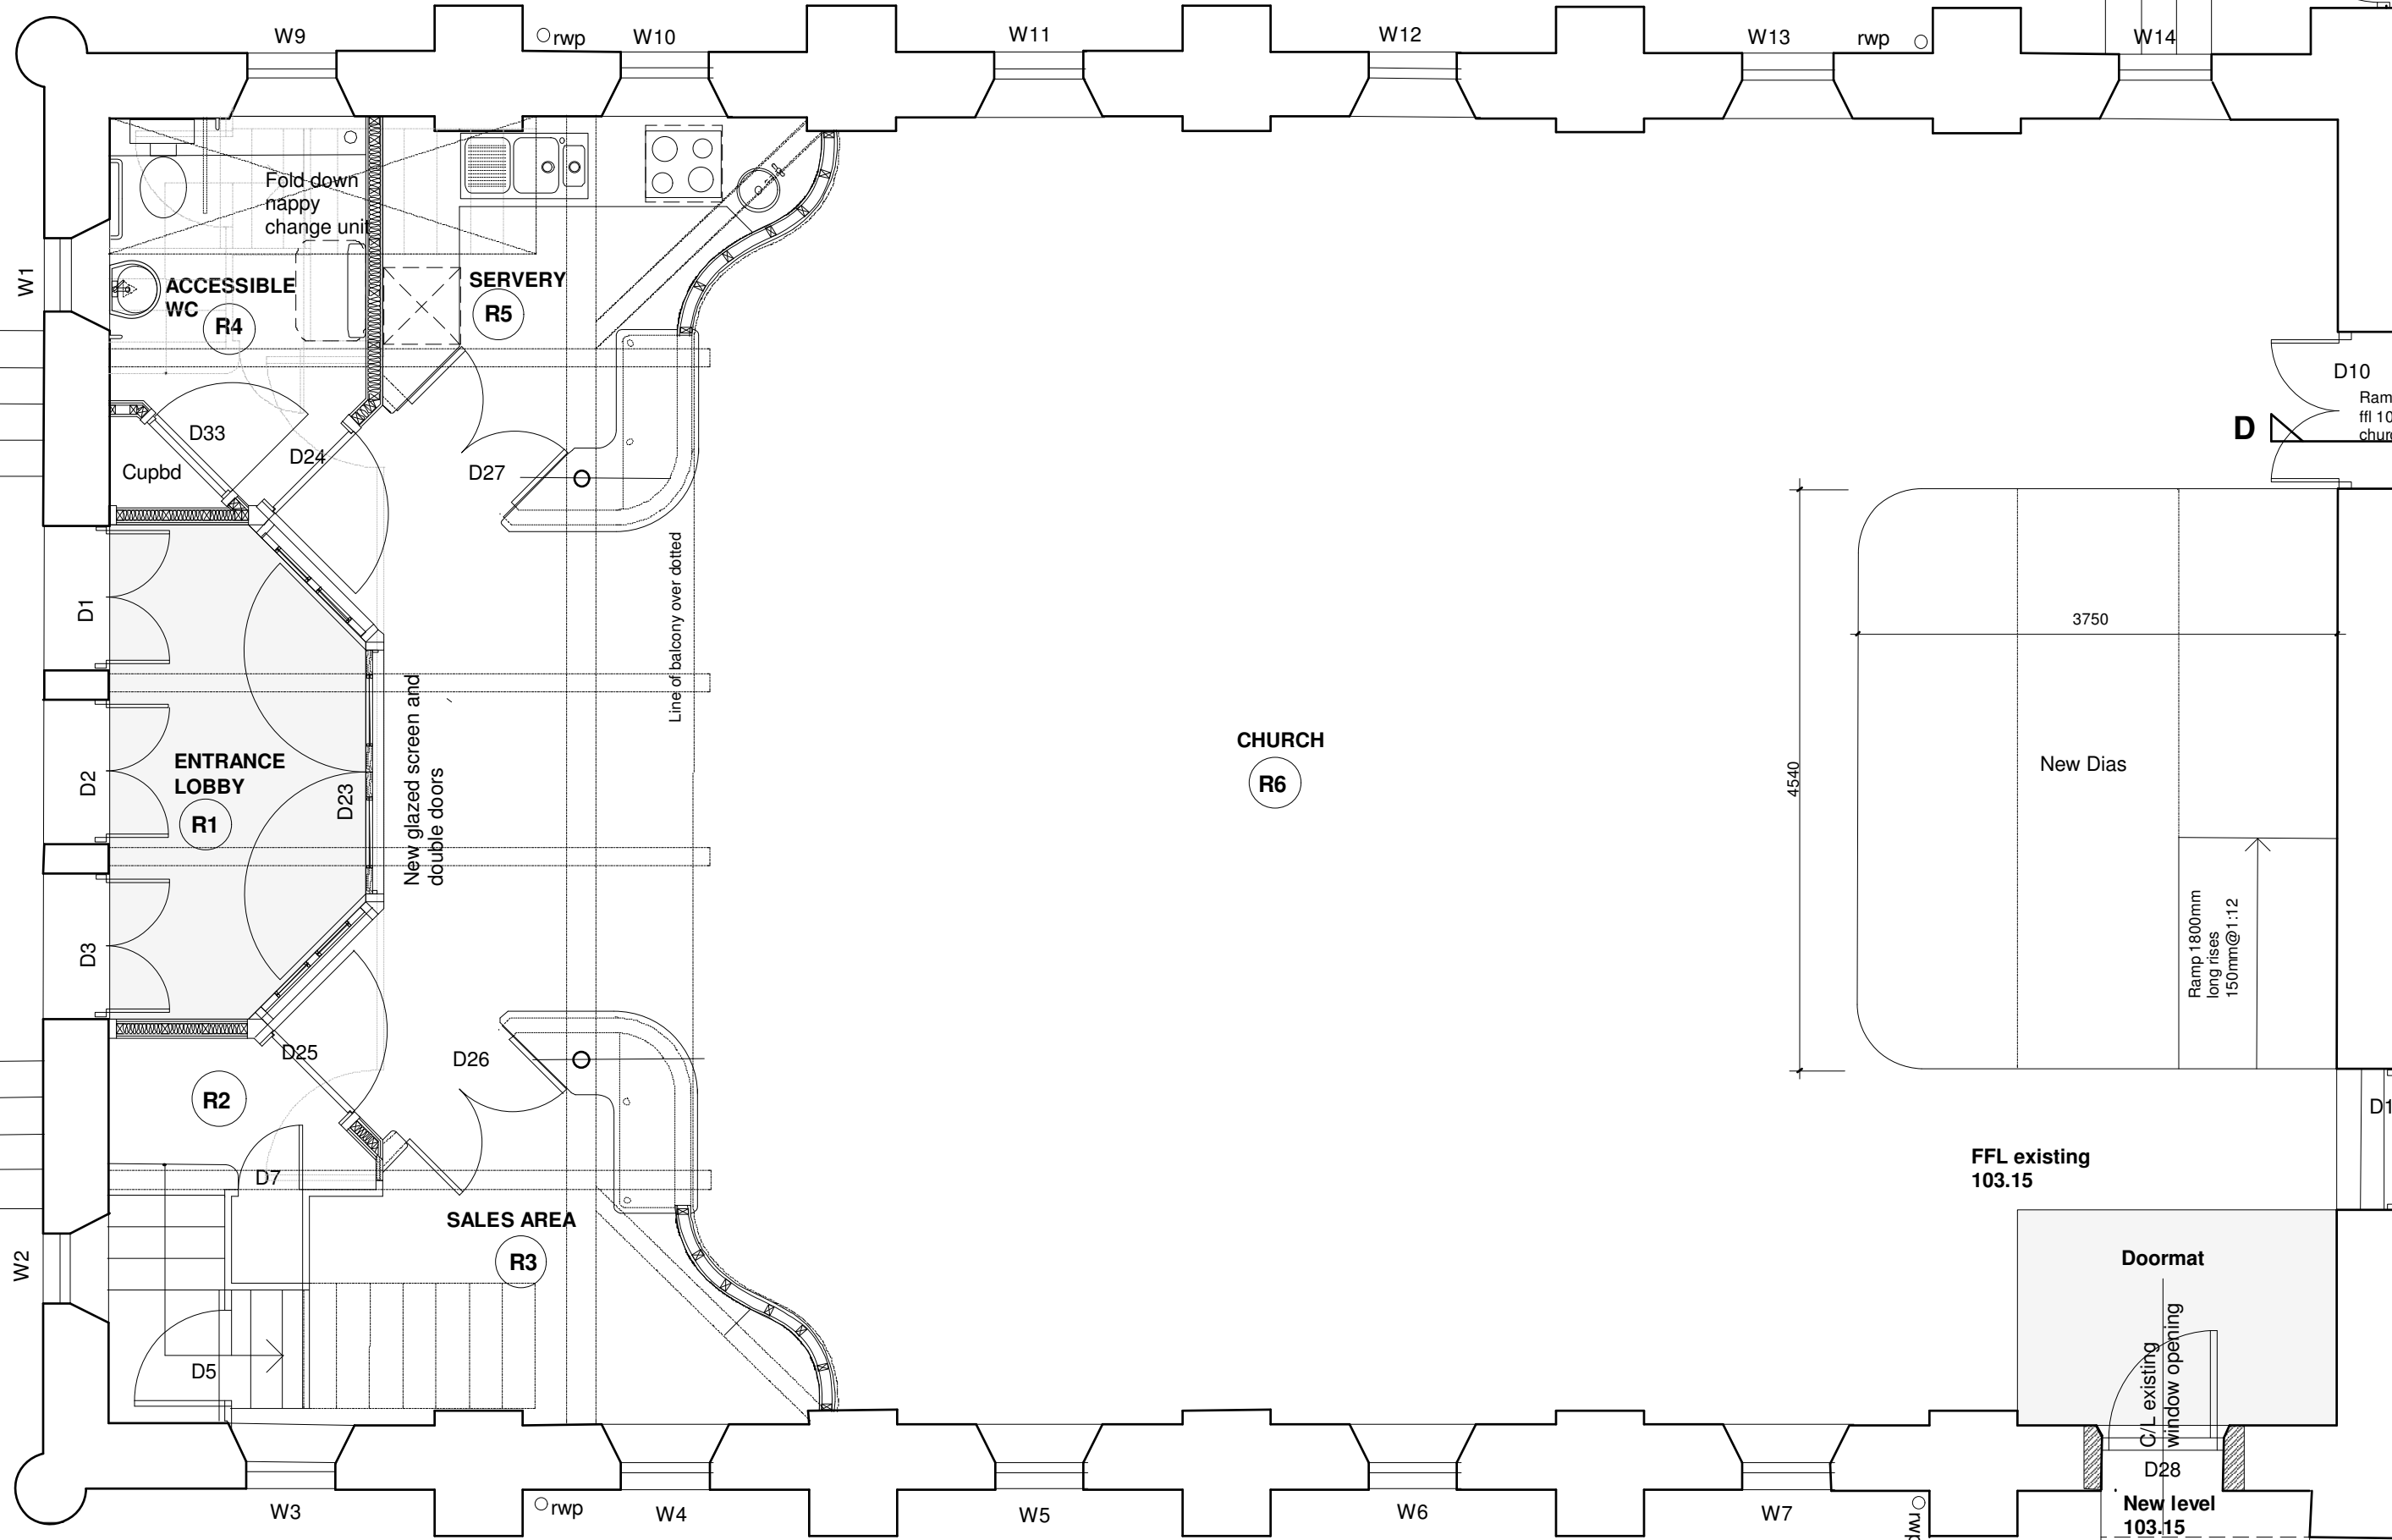 W9
rwp
W10
W11
W12
W13
rwp
W14
Fold down
nappy
change unit
W1
ACCESSIBLE
WC
R4
SERVERY
R5
D10
D
ffl 10
D33
D24
Cupbd
D27
D1
Line of balcony over dotted
3750
New glazed screen and
double doors
ENTRANCE
LOBBY
R1
D2
D23
CHURCH
R6
4540
New Dias
D3
Ramp 1800mm
long rises
150mm@1:12
D25
D26
R2
D7
FFL existing
103.15
SALES AREA
R3
W2
Doormat
C/L existing
window opening
D5
D28
New level
103.15
W3
rwp
W4
W5
W6
W7
rwp